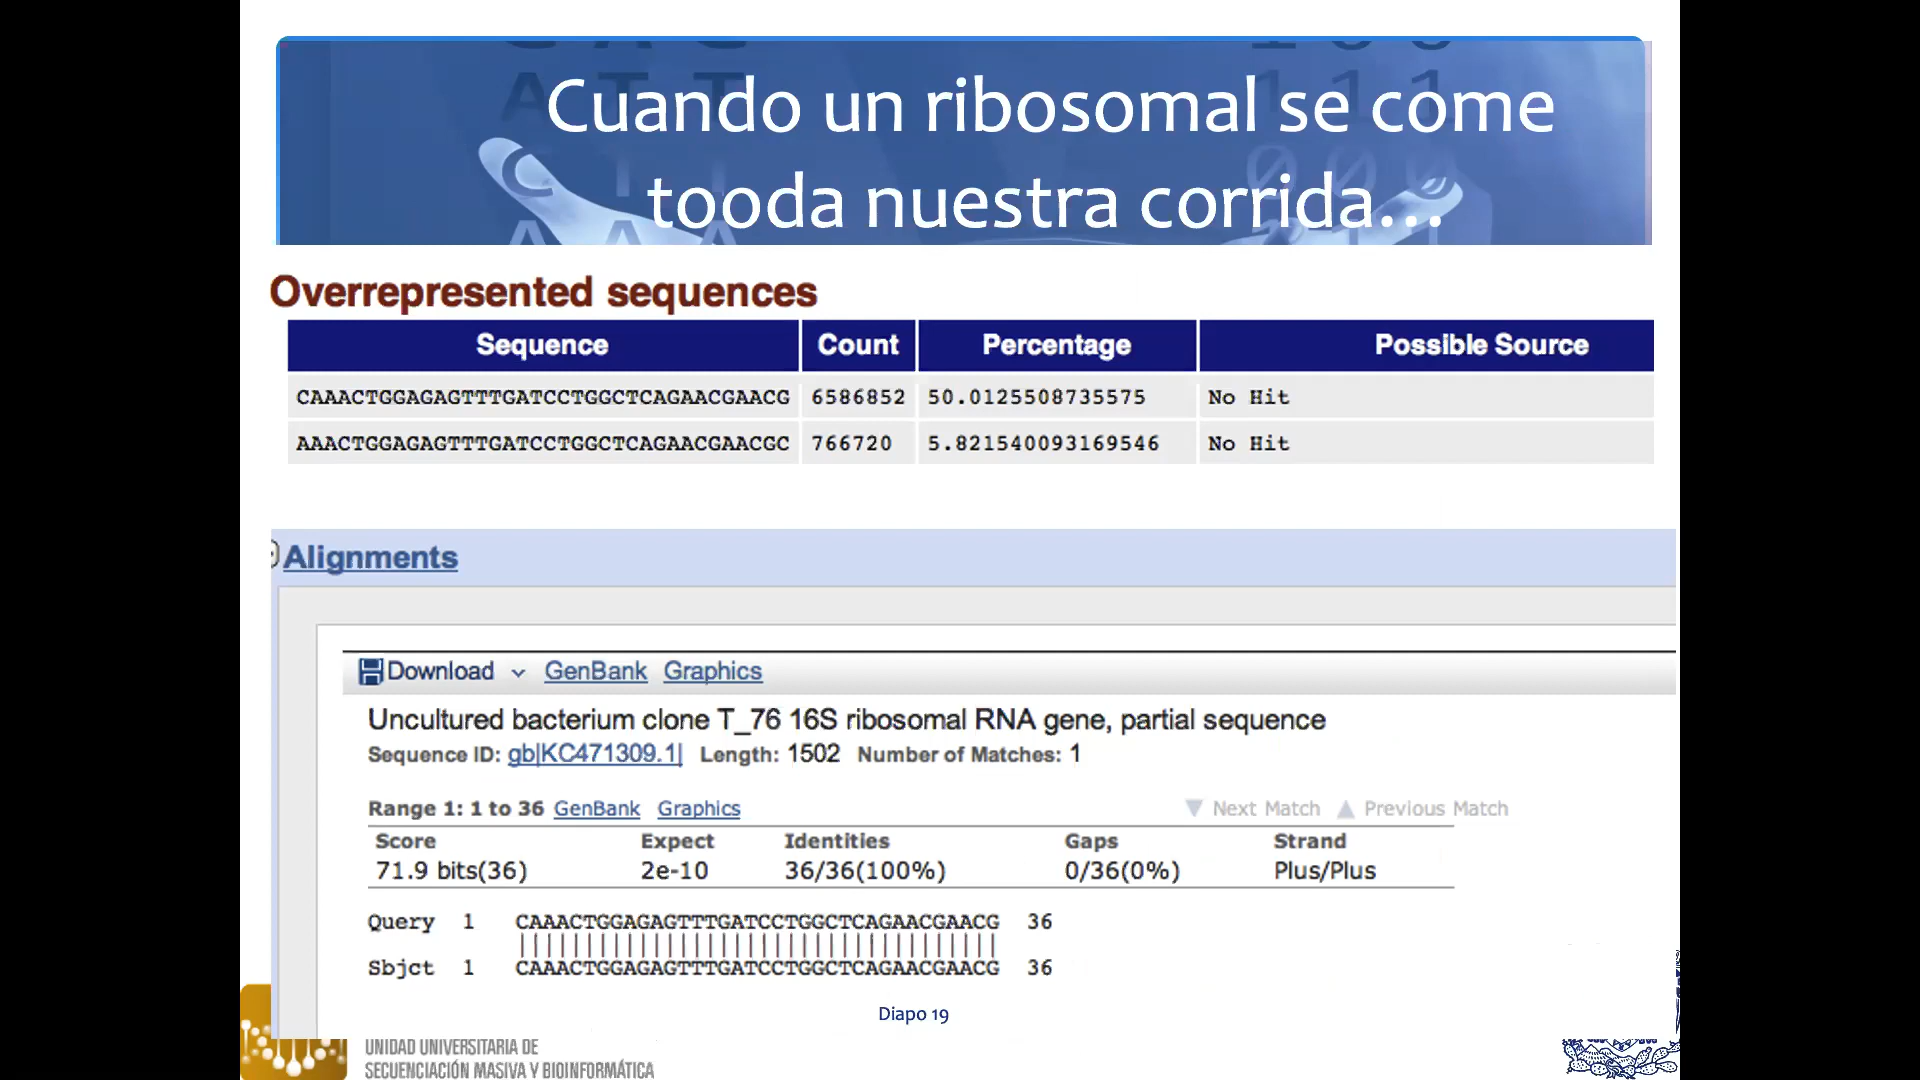 Cuando un ribosomal se come
tooda nuestra corrida...
Overrepresented sequences
Sequence Count Percentage Possible Source
CAAACTGGAGAGTTTGATCCTGGCTCAGAACGAACG 6586852 50.0125508735575 No Hit
AAACTGGAGAGTTTGATCCTGGCTCAGAACGAACGC 766720 5.821540093169546 No Hit
Alignments
Download GenBank Graphics
Uncultured bacterium clone T_76 16S ribosomal RNA gene, partial sequence
Sequence ID: gb|KC471309.1| Length: 1502 Number of Matches: 1
Range 1: 1 to 36 GenBank Graphics Next Match Previous Match
Score Expect Identities Gaps Strand
71.9 bits(36) 2e-10 36/36(100%) 0/36(0%) Plus/Plus
Query 1 CAAACTGGAGAGTTTGATCCTGGCTCAGAACGAACG 36
Sbjct 1 CAAACTGGAGAGTTTGATCCTGGCTCAGAACGAACG 36
Diapo 19
UNIDAD UNIVERSITARIA DE
SECUENCIACIÓN MASIVA Y BIOINFORMÁTICA